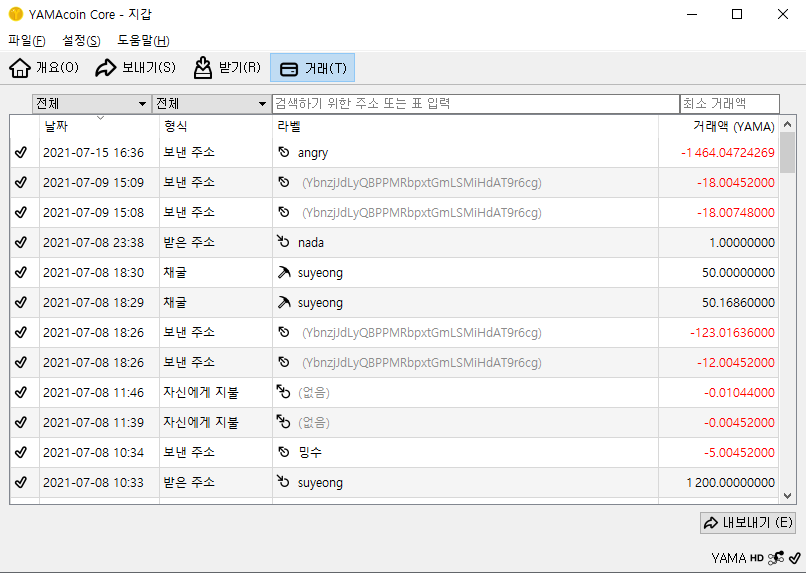 YAMAcoin Core - 지갑
파일(F) 설정(S) 도움말(H)
개요(O) 보내기(S) 받기(R) 거래(T)
전체 전체 검색하기 위한 주소 또는 표 입력 최소 거래액
날짜 형식 라벨 거래액 (YAMA)
2021-07-15 16:36 보낸 주소 angry -1 464.04724269
2021-07-09 15:09 보낸 주소 (YbnzjJdLyQBPPMRbpxtGmLSMiHdAT9r6cg) -18.00452000
2021-07-09 15:08 보낸 주소 (YbnzjJdLyQBPPMRbpxtGmLSMiHdAT9r6cg) -18.00748000
2021-07-08 23:38 받은 주소 nada 1.00000000
2021-07-08 18:30 채굴 suyeong 50.00000000
2021-07-08 18:29 채굴 suyeong 50.16860000
2021-07-08 18:26 보낸 주소 (YbnzjJdLyQBPPMRbpxtGmLSMiHdAT9r6cg) -123.01636000
2021-07-08 18:26 보낸 주소 (YbnzjJdLyQBPPMRbpxtGmLSMiHdAT9r6cg) -12.00452000
2021-07-08 11:46 자신에게 지불 (없음) -0.01044000
2021-07-08 11:39 자신에게 지불 (없음) -0.00452000
2021-07-08 10:34 보낸 주소 밍수 -5.00452000
2021-07-08 10:33 받은 주소 suyeong 1 200.00000000
내보내기 (E)
YAMA HD